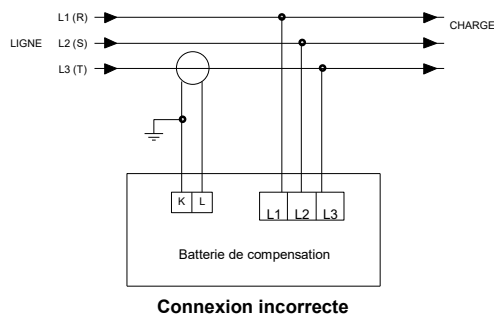 L1 (R)
CHARGE
LIGNE L2 (S)
L3 (T)
K L
L1 L2 L3
Batterie de compensation
Connexion incorrecte